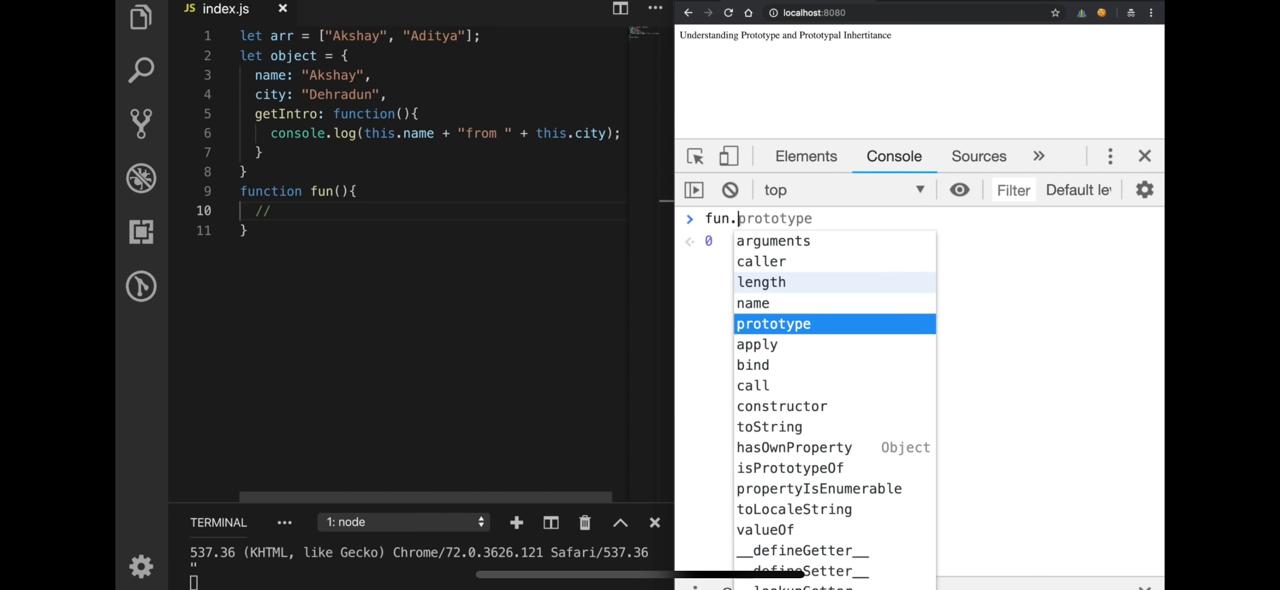 JS index.js ×
1 let arr = ["Akshay", "Aditya"];
2 let object = {
3 name: "Akshay",
4 city: "Dehradun",
5 getIntro: function(){
6 console.log(this.name + "from " + this.city);
7 }
8 }
9 function fun(){
10 //
11 }
TERMINAL ••• 1: node
537.36 (KHTML, like Gecko) Chrome/72.0.3626.121 Safari/537.36
"
localhost:8080
Understanding Prototype and Prototypal Inhertitance
Elements Console Sources »
top Filter Default le
> fun.prototype
0
arguments
caller
length
name
prototype
apply
bind
call
constructor
toString
hasOwnProperty Object
isPrototypeOf
propertyIsEnumerable
toLocaleString
valueOf
__defineGetter__
__defineSetter__